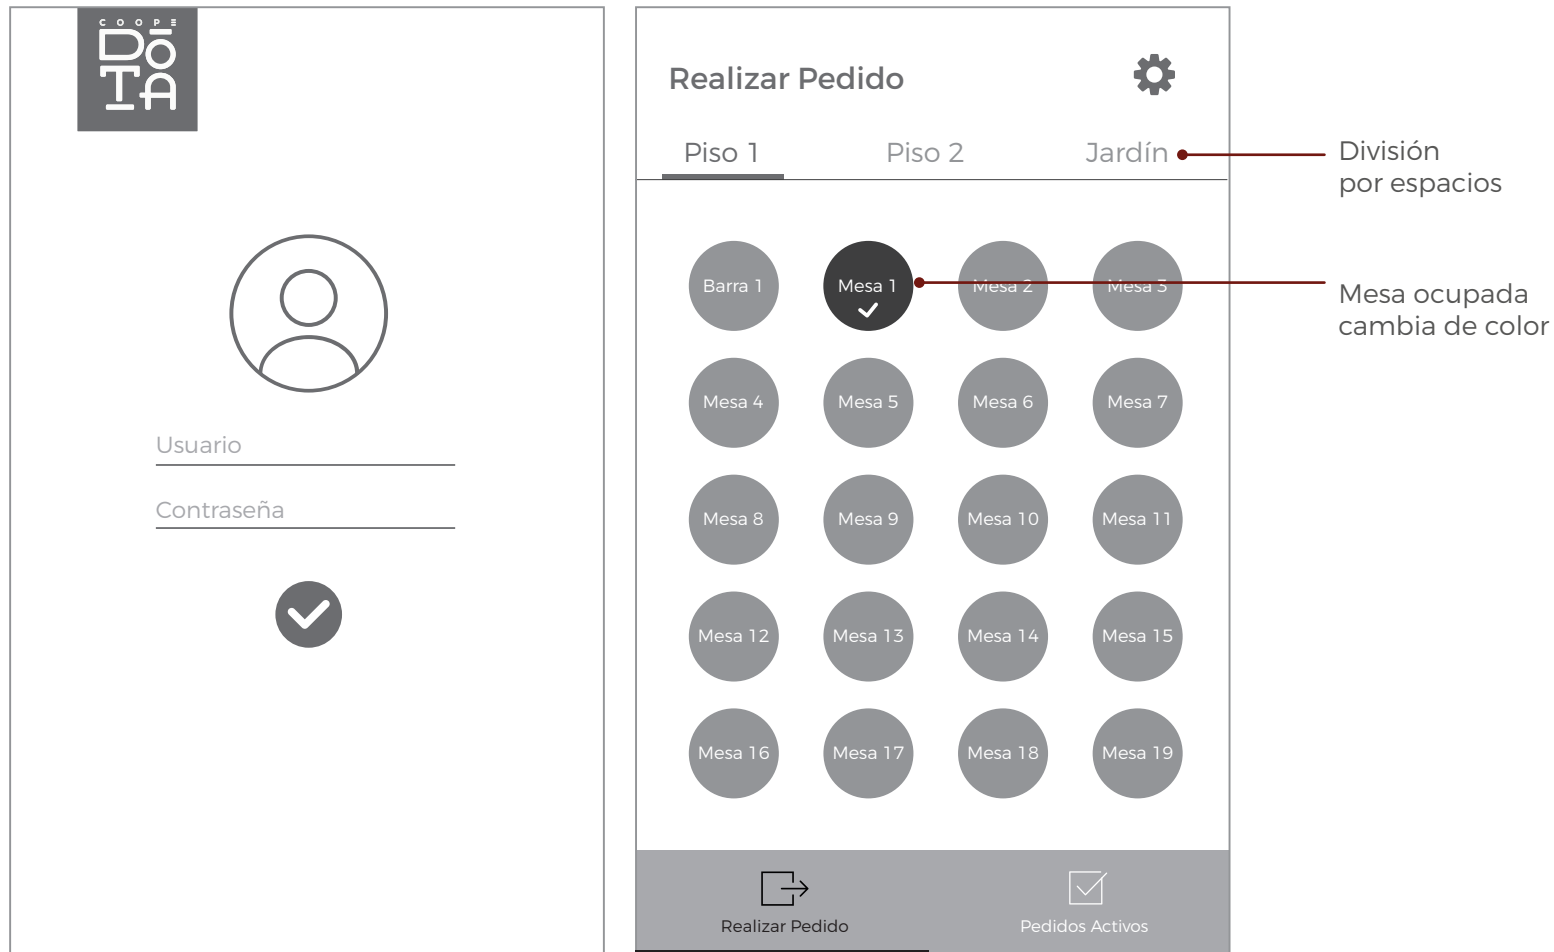 COOPE
DŌTA
Usuario
Contraseña
Realizar Pedido
Piso 1 Piso 2 Jardín
Barra 1 Mesa 1 Mesa 2 Mesa 3
Mesa 4 Mesa 5 Mesa 6 Mesa 7
Mesa 8 Mesa 9 Mesa 10 Mesa 11
Mesa 12 Mesa 13 Mesa 14 Mesa 15
Mesa 16 Mesa 17 Mesa 18 Mesa 19
Realizar Pedido Pedidos Activos
División
por espacios
Mesa ocupada
cambia de color